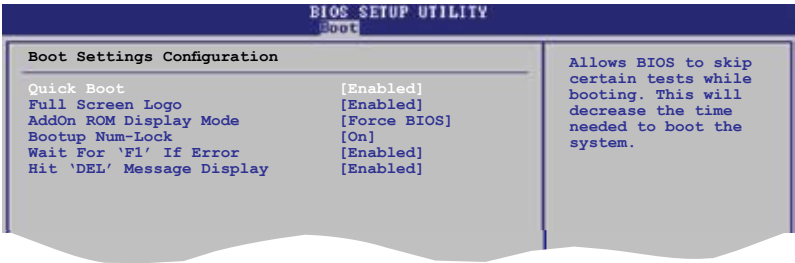 BIOS SETUP UTILITY
Boot
Boot Settings Configuration
Quick Boot [Enabled]
Full Screen Logo [Enabled]
AddOn ROM Display Mode [Force BIOS]
Bootup Num-Lock [On]
Wait For ‘F1’ If Error [Enabled]
Hit ‘DEL’ Message Display [Enabled]
Allows BIOS to skip
certain tests while
booting. This will
decrease the time
needed to boot the
system.